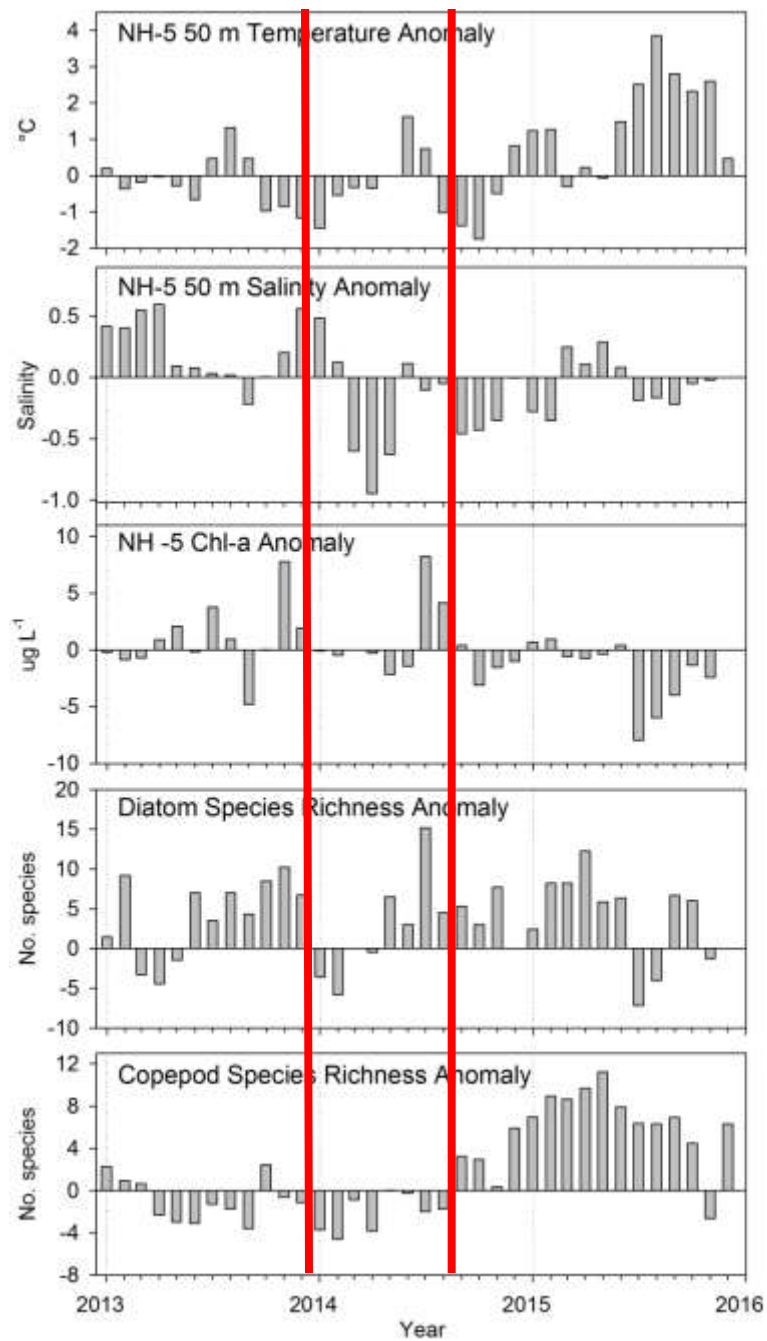 NH-5 50 m Temperature Anomaly
°C
4
3
2
1
0
-1
-2
NH-5 50 m Salinity Anomaly
Salinity
0.5
0.0
-0.5
-1.0
NH -5 Chl-a Anomaly
ug L⁻¹
10
5
0
-5
-10
Diatom Species Richness Anomaly
No. species
20
15
10
5
0
-5
-10
Copepod Species Richness Anomaly
No. species
12
8
4
0
-4
-8
2013 2014 2015 2016
Year